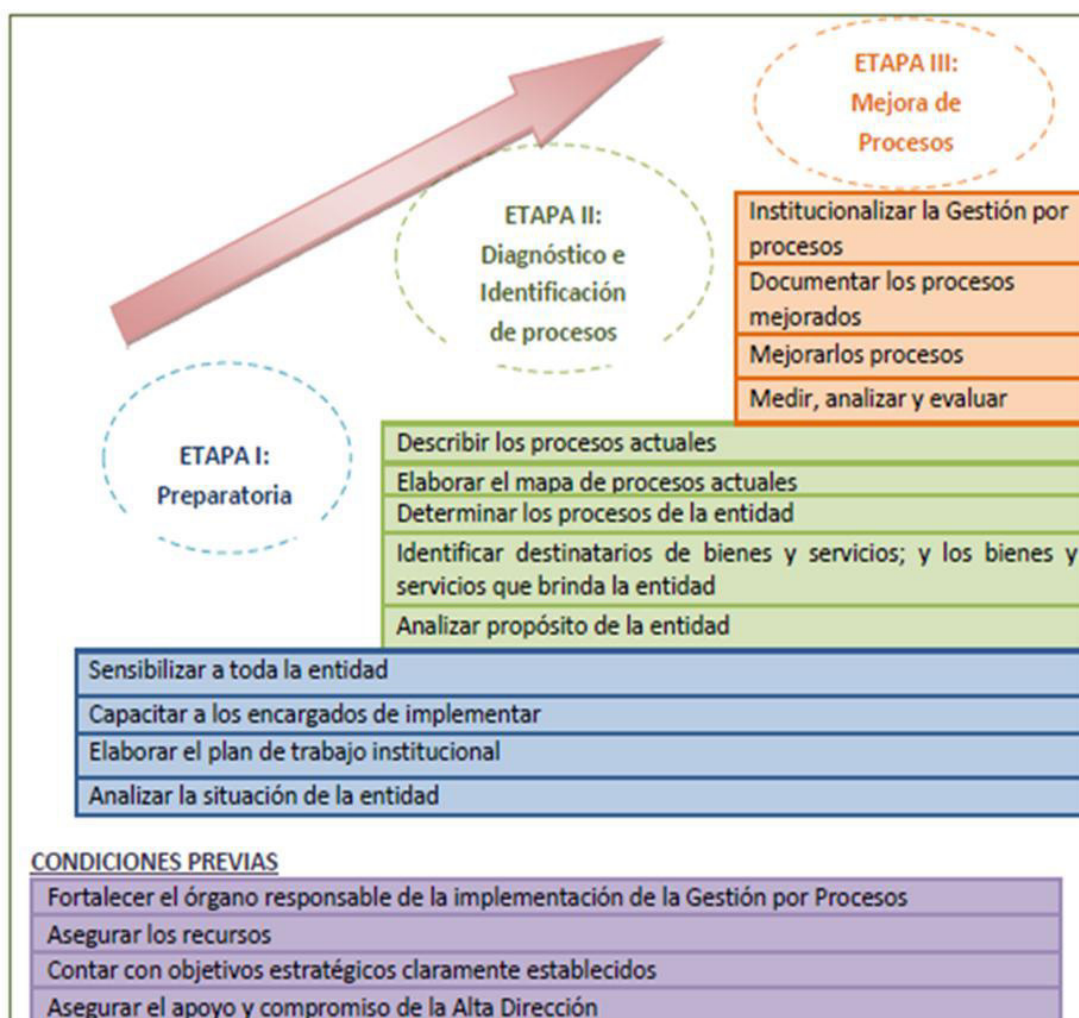 ETAPA III:
Mejora de
Procesos
ETAPA II:
Diagnóstico e
Identificación
de procesos
ETAPA I:
Preparatoria
Institucionalizar la Gestión por
procesos
Documentar los procesos
mejorados
Mejorarlos procesos
Medir, analizar y evaluar
Describir los procesos actuales
Elaborar el mapa de procesos actuales
Determinar los procesos de la entidad
Identificar destinatarios de bienes y servicios; y los bienes y
servicios que brinda la entidad
Analizar propósito de la entidad
Sensibilizar a toda la entidad
Capacitar a los encargados de implementar
Elaborar el plan de trabajo institucional
Analizar la situación de la entidad
CONDICIONES PREVIAS
Fortalecer el órgano responsable de la implementación de la Gestión por Procesos
Asegurar los recursos
Contar con objetivos estratégicos claramente establecidos
Asegurar el apoyo y compromiso de la Alta Dirección